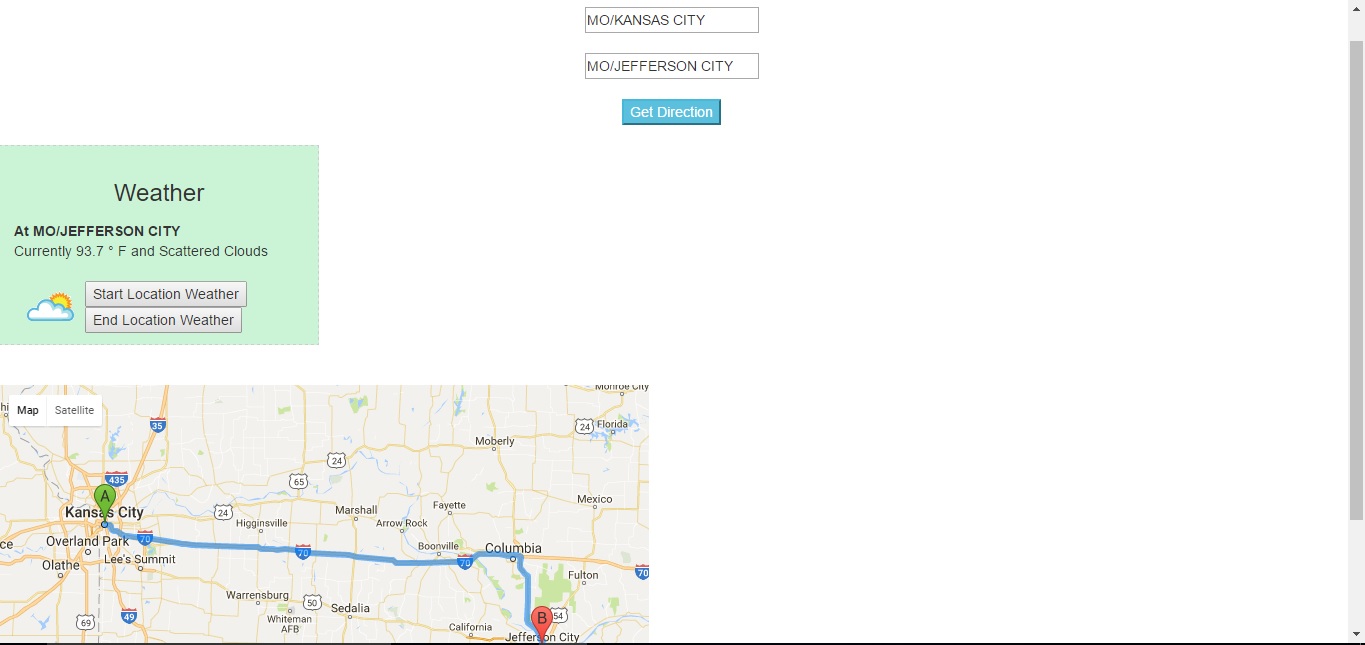 MO/KANSAS CITY
MO/JEFFERSON CITY
Get Direction
Weather
At MO/JEFFERSON CITY
Currently 93.7 ° F and Scattered Clouds
Start Location Weather
End Location Weather
Monroe City
Map Satellite
35
24 Florida
Moberly
24
435
65
A
Mexico
Kansas City
24
Marshall
Fayette
Higginsville
Arrow Rock
Overland Park
70
Boonville
Columbia
70
Olathe
Lee's Summit
70
Fulton
70
Warrensburg
50
Sedalia
69
49
Whiteman
AFB
B
54
California
Jefferson City